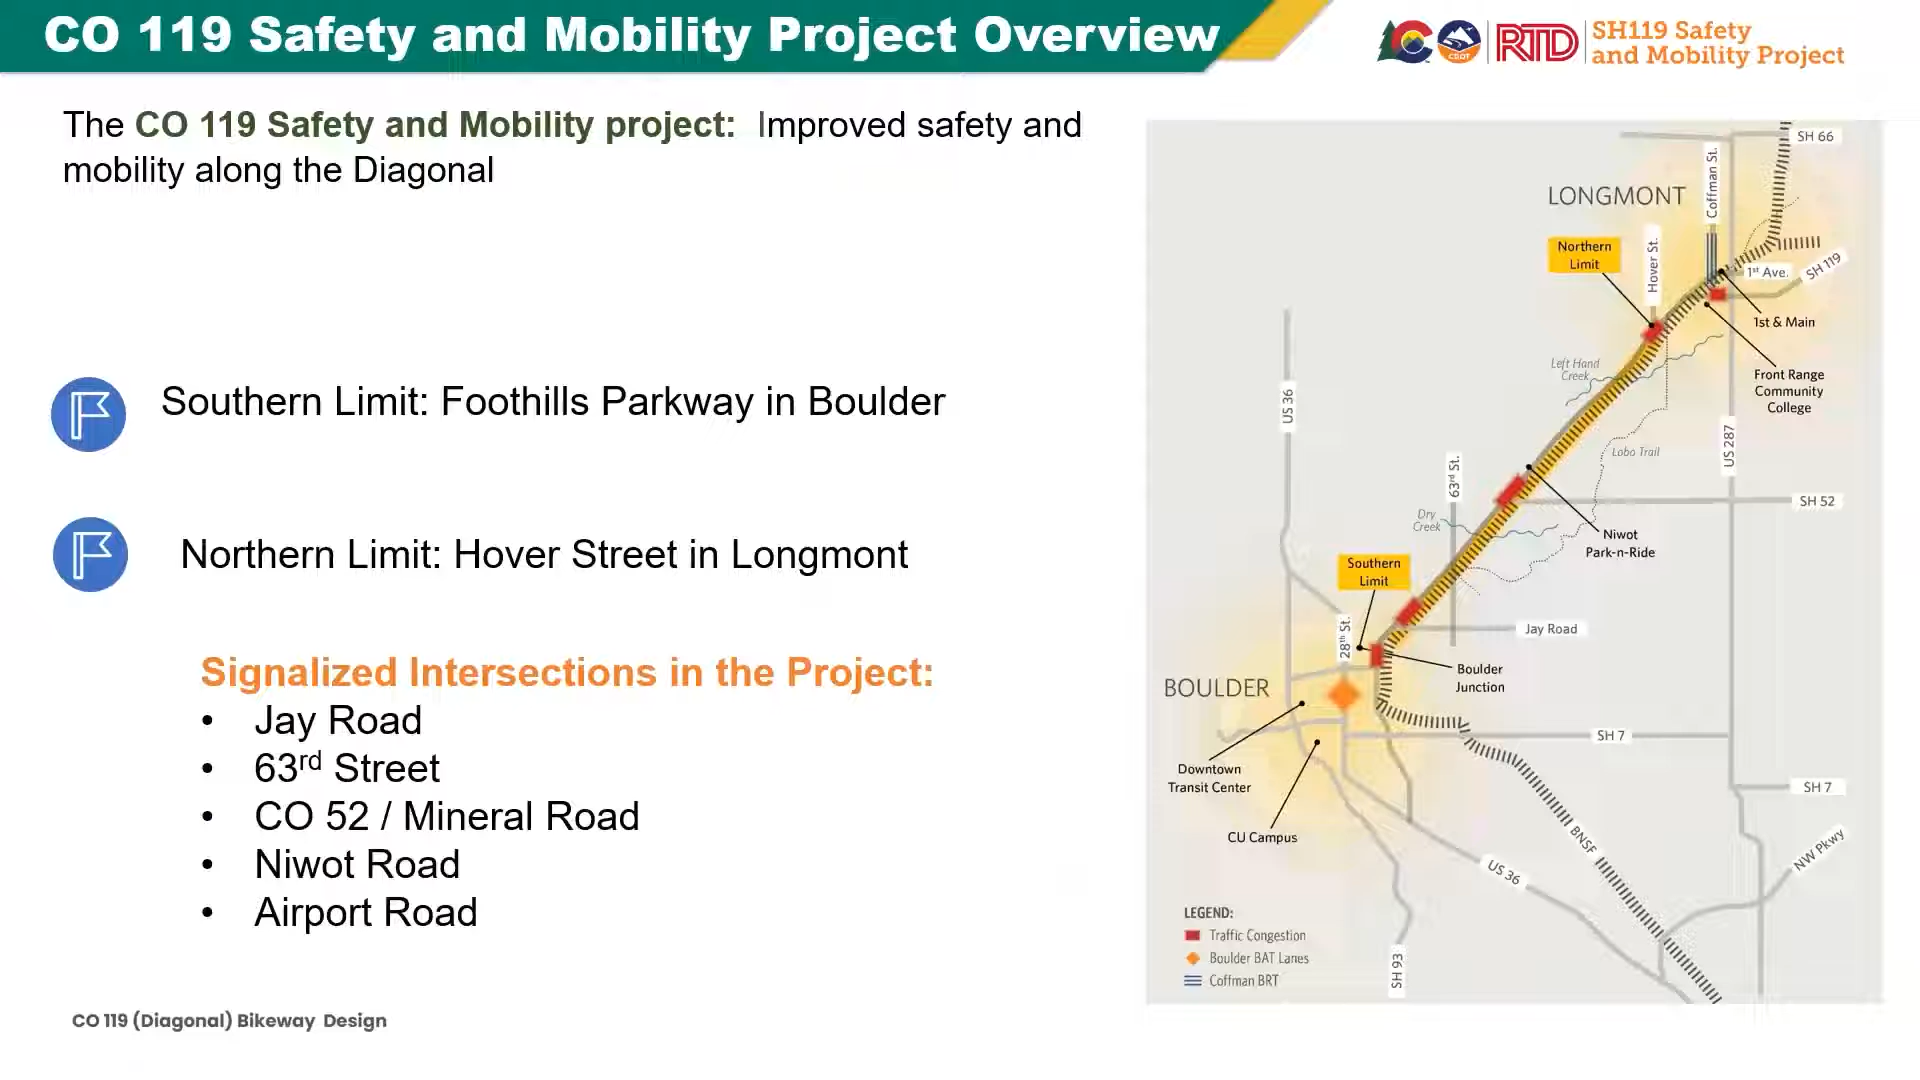 CO 119 Safety and Mobility Project Overview
CDOT
RTD
SH119 Safety
and Mobility Project
The CO 119 Safety and Mobility project: Improved safety and
mobility along the Diagonal
Southern Limit: Foothills Parkway in Boulder
Northern Limit: Hover Street in Longmont
Signalized Intersections in the Project:
• Jay Road
• 63rd Street
• CO 52 / Mineral Road
• Niwot Road
• Airport Road
CO 119 (Diagonal) Bikeway Design
SH 66
Coffman St.
LONGMONT
Northern
Limit
Hover St.
1st Ave.
SH 119
1st & Main
Left Hand
Creek
Front Range
Community
College
US 36
US 287
Lobo Trail
63rd St.
SH 52
Dry
Creek
Niwot
Park-n-Ride
Southern
Limit
28th St.
Jay Road
Boulder
Junction
BOULDER
SH 7
Downtown
Transit Center
SH 7
CU Campus
BNSF
NW Pkwy
US 36
SH 93
LEGEND:
Traffic Congestion
Boulder BAT Lanes
Coffman BRT